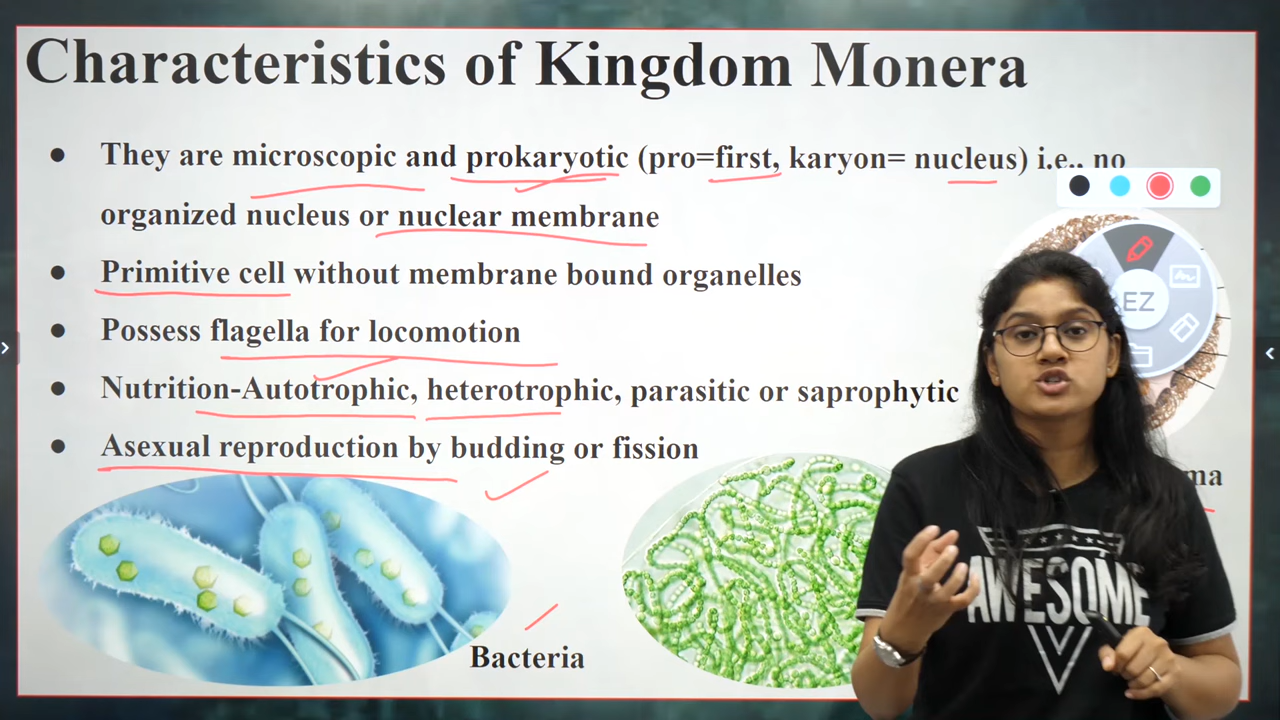 Characteristics of Kingdom Monera
● They are microscopic and prokaryotic (pro=first, karyon= nucleus) i.e., no
organized nucleus or nuclear membrane
● Primitive cell without membrane bound organelles
● Possess flagella for locomotion
● Nutrition-Autotrophic, heterotrophic, parasitic or saprophytic
● Asexual reproduction by budding or fission
EZ
ma
AWESOME
Bacteria